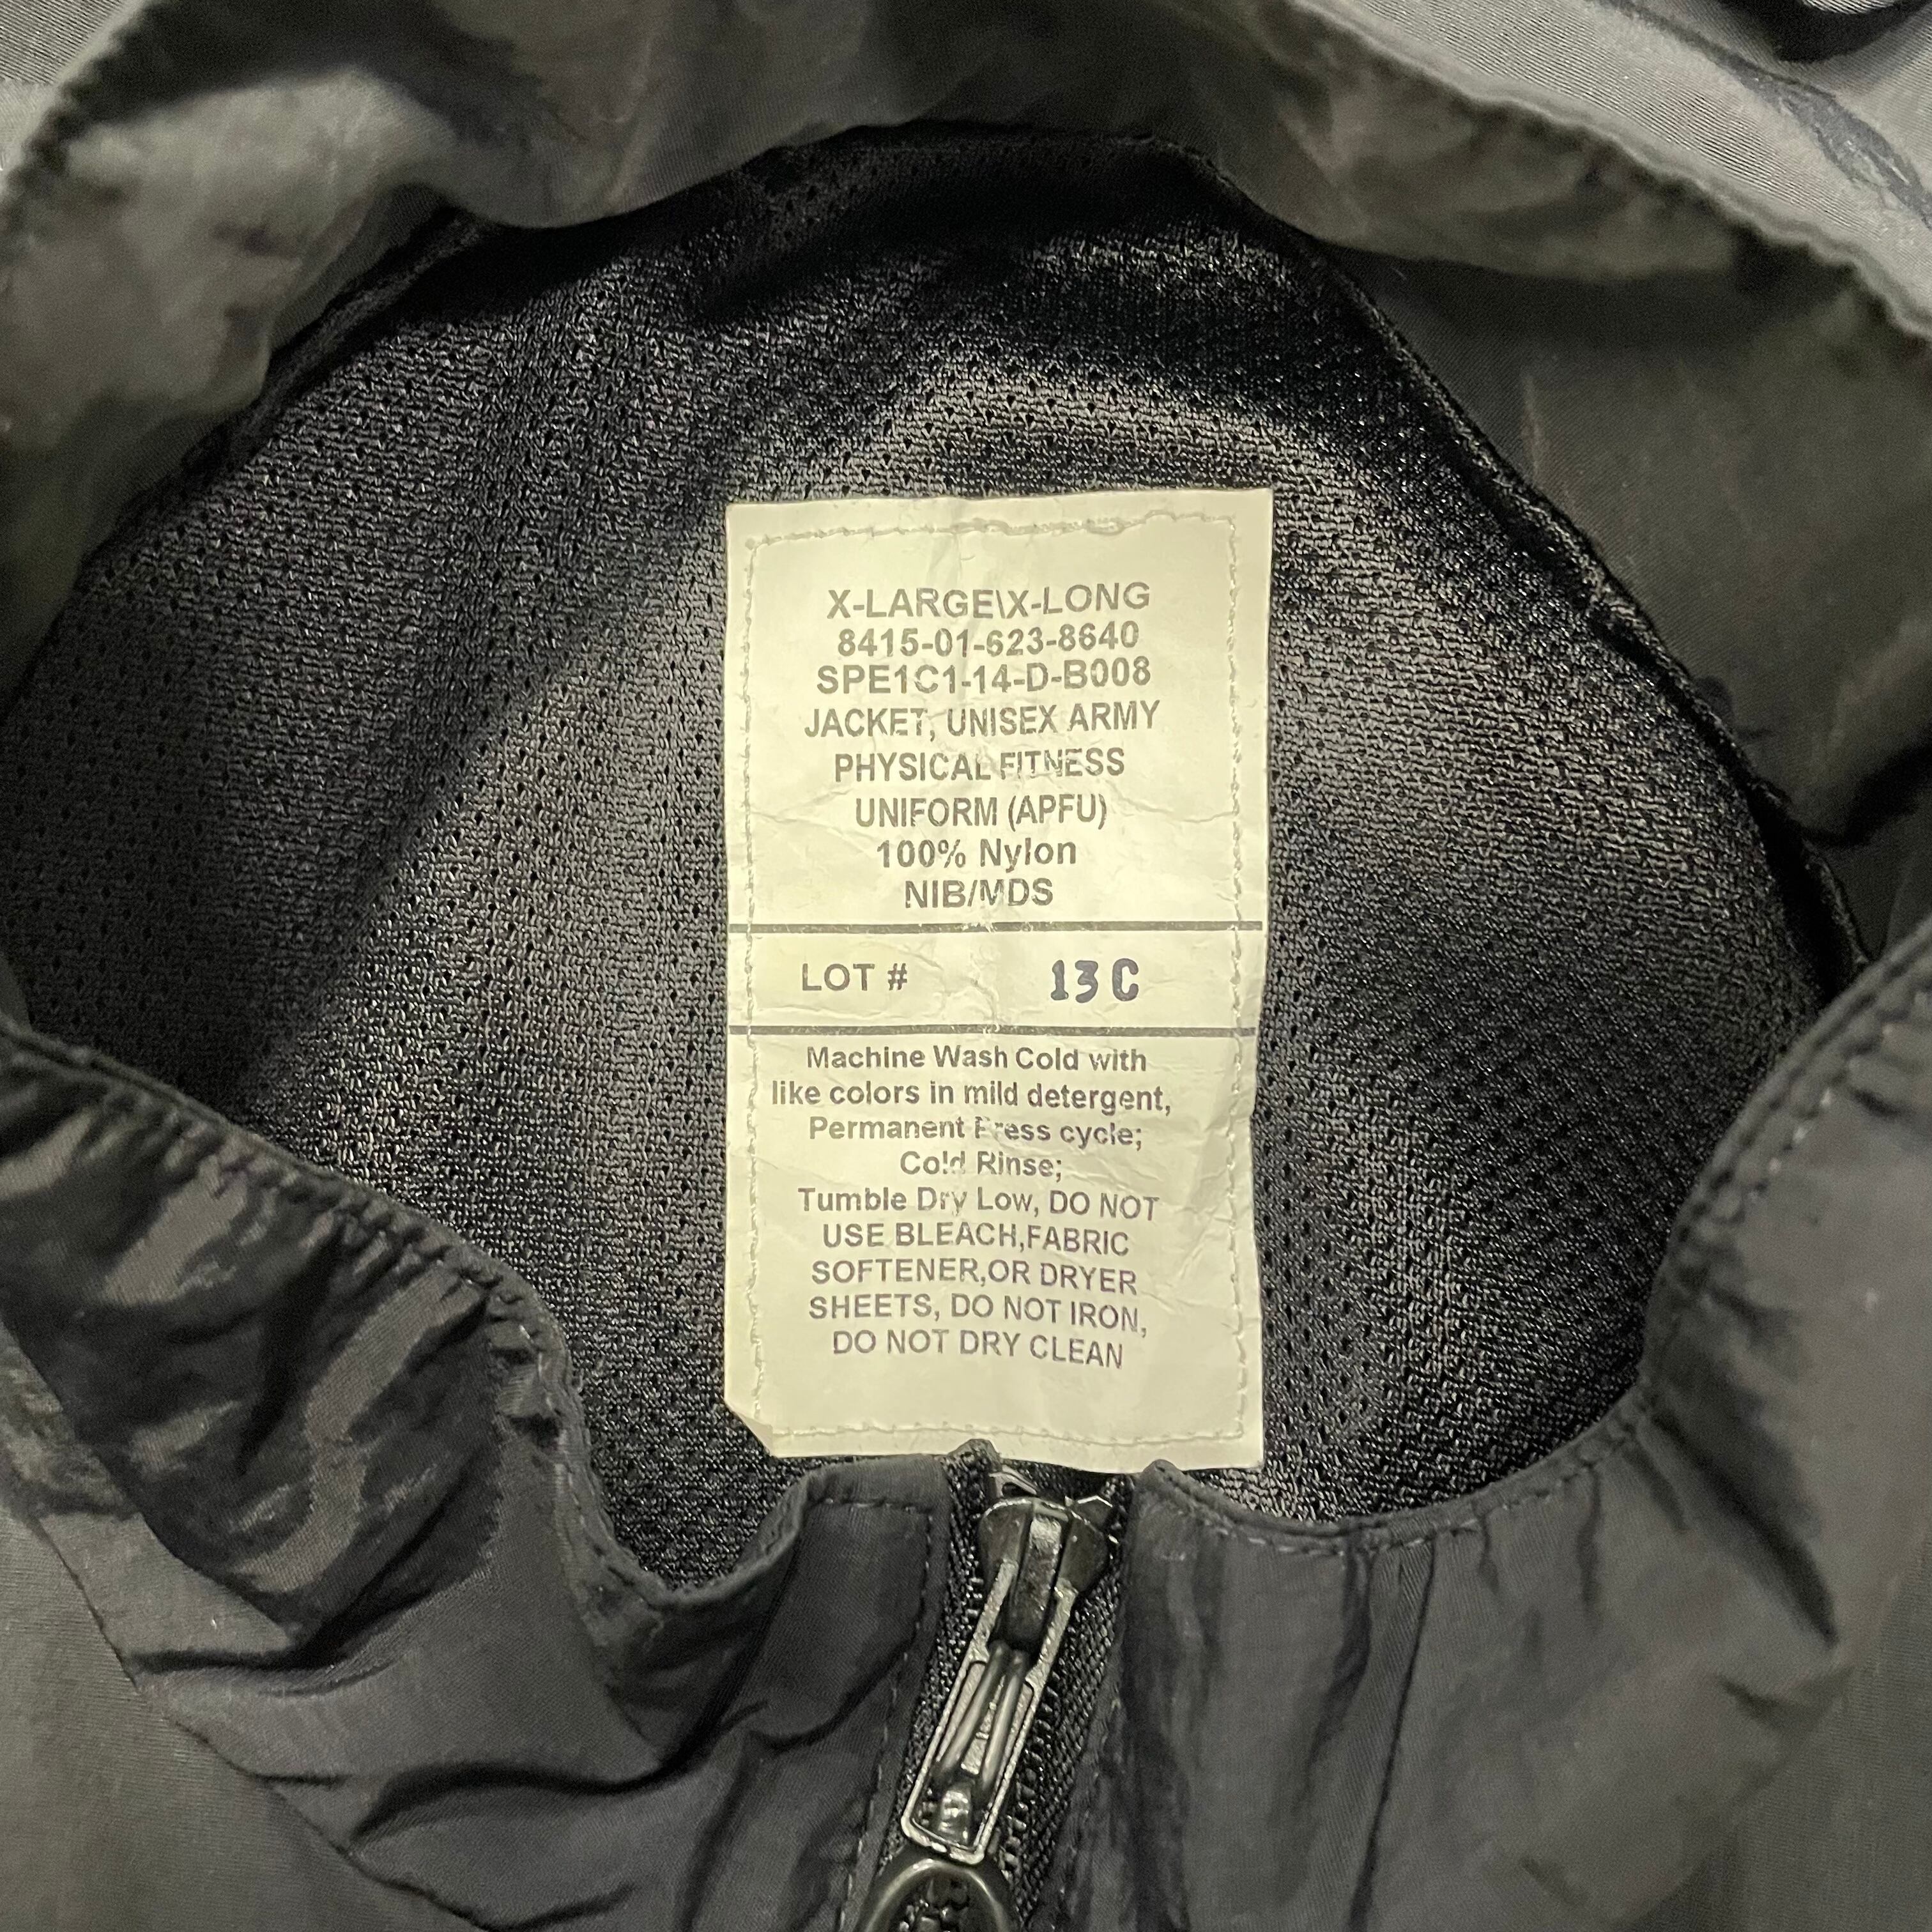 X-LARGE\X-LONG
8415-01-623-8640
SPE1C1-14-D-B008
JACKET, UNISEX ARMY
PHYSICAL FITNESS
UNIFORM (APFU)
100% Nylon
NIB/MDS
LOT # 13C
Machine Wash Cold with
like colors in mild detergent,
Permanent Press cycle;
Cold Rinse;
Tumble Dry Low, DO NOT
USE BLEACH,FABRIC
SOFTENER,OR DRYER
SHEETS, DO NOT IRON,
DO NOT DRY CLEAN